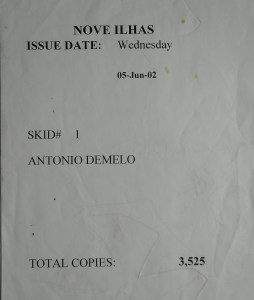 NOVE ILHAS
ISSUE DATE: Wednesday
05-Jun-02
SKID# 1
ANTONIO DEMELO
TOTAL COPIES: 3,525